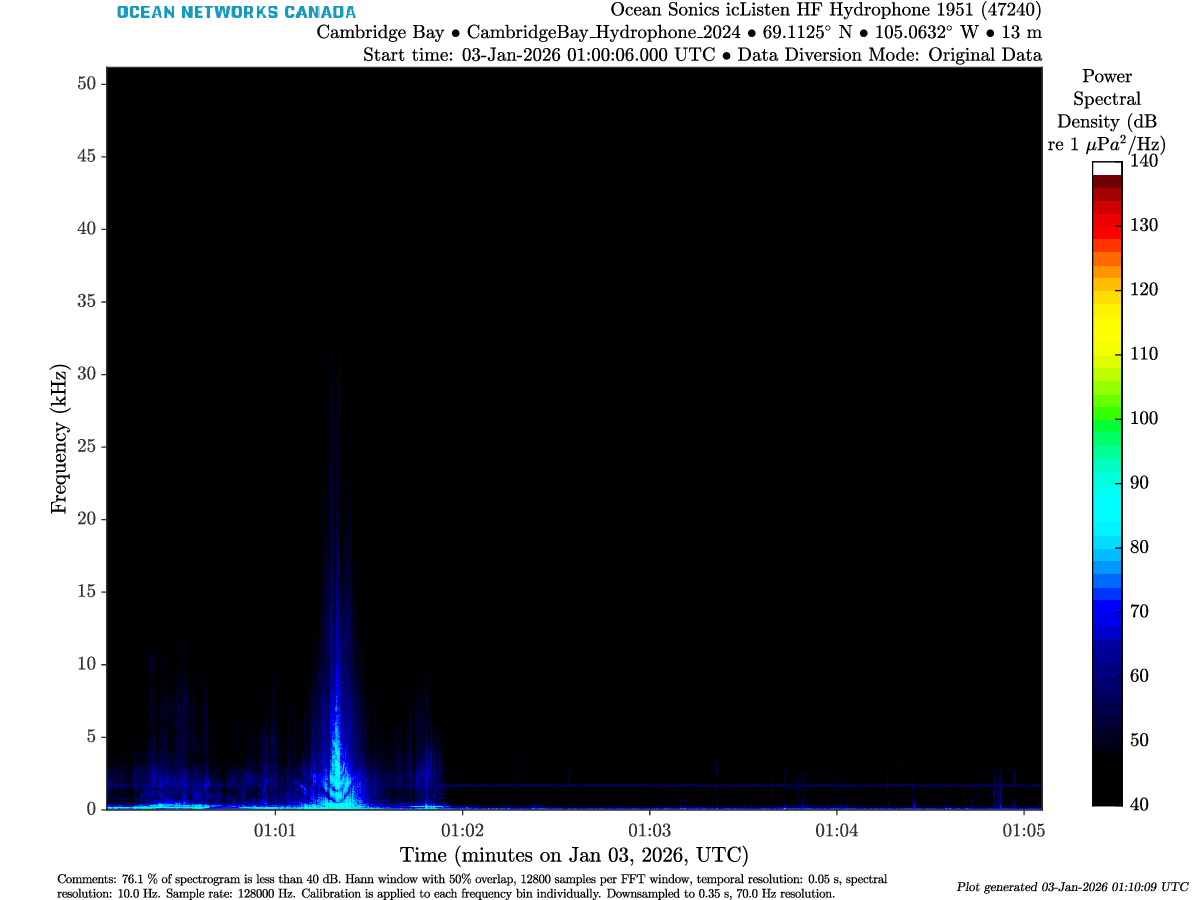 OCEAN NETWORKS CANADA
Ocean Sonics icListen HF Hydrophone 1951 (47240)
Cambridge Bay • CambridgeBay_Hydrophone_2024 • 69.1125° N • 105.0632° W • 13 m
Start time: 03-Jan-2026 01:00:06.000 UTC • Data Diversion Mode: Original Data
Power
Spectral
Density (dB
re 1 μPa²/Hz)
140
130
120
110
100
90
80
70
60
50
40
Frequency (kHz)
50
45
40
35
30
25
20
15
10
5
0
01:01
01:02
01:03
01:04
01:05
Time (minutes on Jan 03, 2026, UTC)
Comments: 76.1 % of spectrogram is less than 40 dB. Hann window with 50% overlap, 12800 samples per FFT window, temporal resolution: 0.05 s, spectral
resolution: 10.0 Hz. Sample rate: 128000 Hz. Calibration is applied to each frequency bin individually. Downsampled to 0.35 s, 70.0 Hz resolution.
Plot generated 03-Jan-2026 01:10:09 UTC